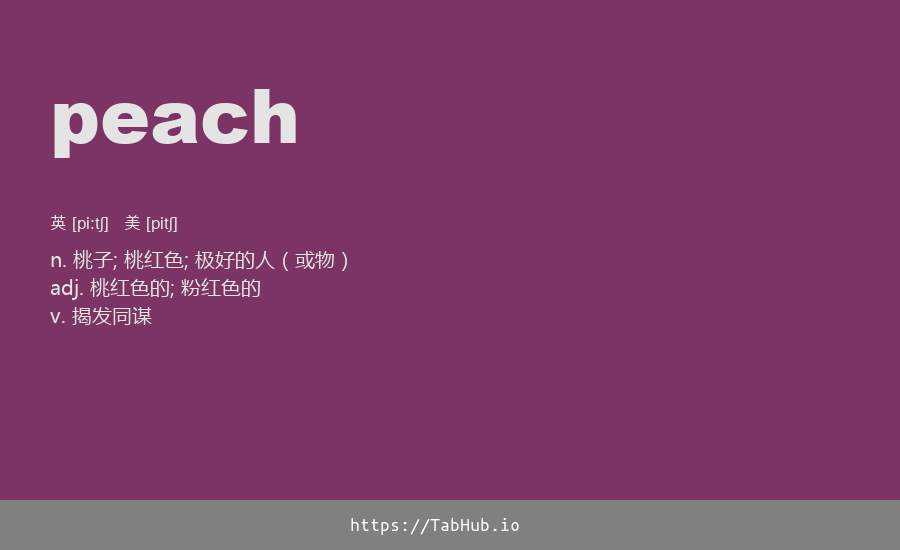 peach
英 [piːtʃ] 美 [pitʃ]
n. 桃子; 桃红色; 极好的人（或物）
adj. 桃红色的; 粉红色的
v. 揭发同谋
https://TabHub.io